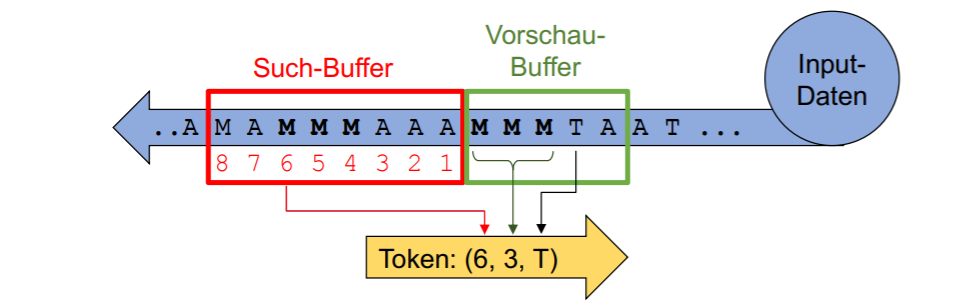 Vorschau-
Buffer
Such-Buffer
Input-
Daten
..A M A M M M A A A M M M T A A T ...
8 7 6 5 4 3 2 1
Token: (6, 3, T)